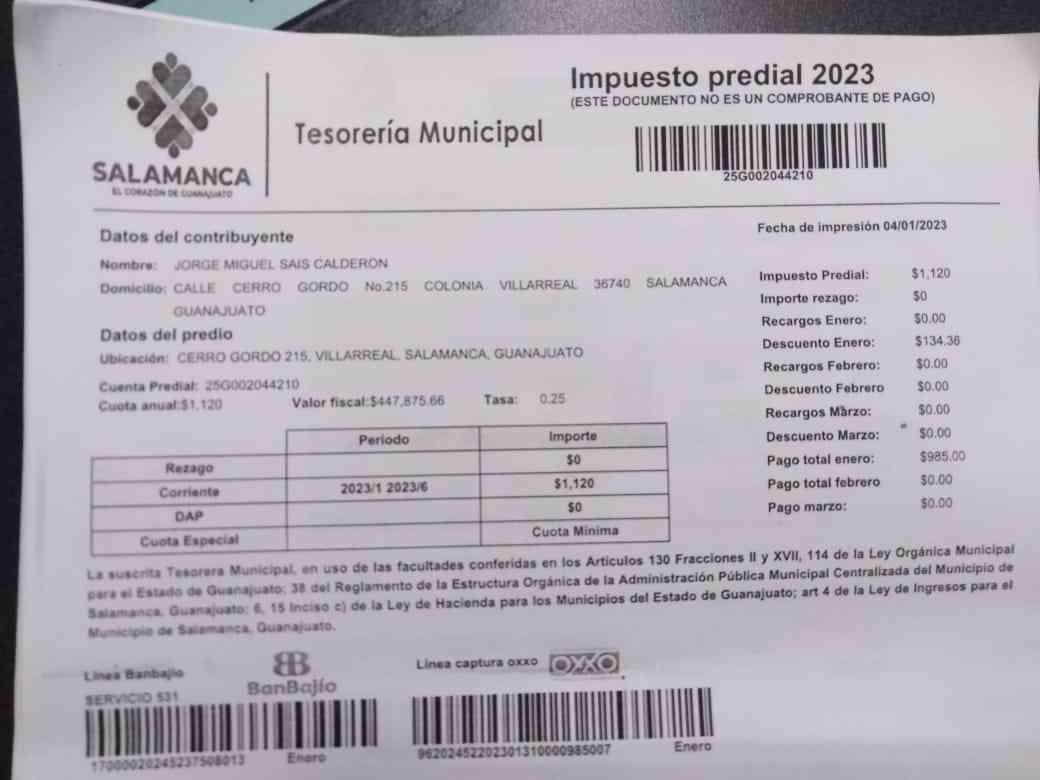 Impuesto predial 2023
(ESTE DOCUMENTO NO ES UN COMPROBANTE DE PAGO)
Tesorería Municipal
25G002044210
SALAMANCA
EL CORAZÓN DE GUANAJUATO
Fecha de impresión 04/01/2023
Datos del contribuyente
Nombre: JORGE MIGUEL SAIS CALDERON
Domicilio: CALLE CERRO GORDO No.215 COLONIA VILLARREAL 36740 SALAMANCA
GUANAJUATO
Datos del predio
Ubicación: CERRO GORDO 215, VILLARREAL, SALAMANCA, GUANAJUATO
Cuenta Predial: 25G002044210
Cuota anual:$1,120 Valor fiscal:$447,875.66 Tasa: 0.25
Impuesto Predial: $1,120
Importe rezago: $0
Recargos Enero: $0.00
Descuento Enero: $134.36
Recargos Febrero: $0.00
Descuento Febrero $0.00
Recargos Marzo: $0.00
Descuento Marzo: $0.00
Pago total enero: $985.00
Pago total febrero $0.00
Pago marzo: $0.00
Periodo Importe
Rezago $0
Corriente 2023/1 2023/6 $1,120
DAP $0
Cuota Especial Cuota Mínima
La suscrita Tesorera Municipal, en uso de las facultades conferidas en los Artículos 130 Fracciones II y XVII, 114 de la Ley Orgánica Municipal
para el Estado de Guanajuato; 38 del Reglamento de la Estructura Orgánica de la Administración Pública Municipal Centralizada del Municipio de
Salamanca, Guanajuato; 6, 15 Inciso c) de la Ley de Hacienda para los Municipios del Estado de Guanajuato; art 4 de la Ley de Ingresos para el
Municipio de Salamanca, Guanajuato.
Línea Banbajio
SERVICIO 531
BanBajío
17000020245237508013 Enero
Línea captura oxxo OXXO
96202452202301310000985007 Enero